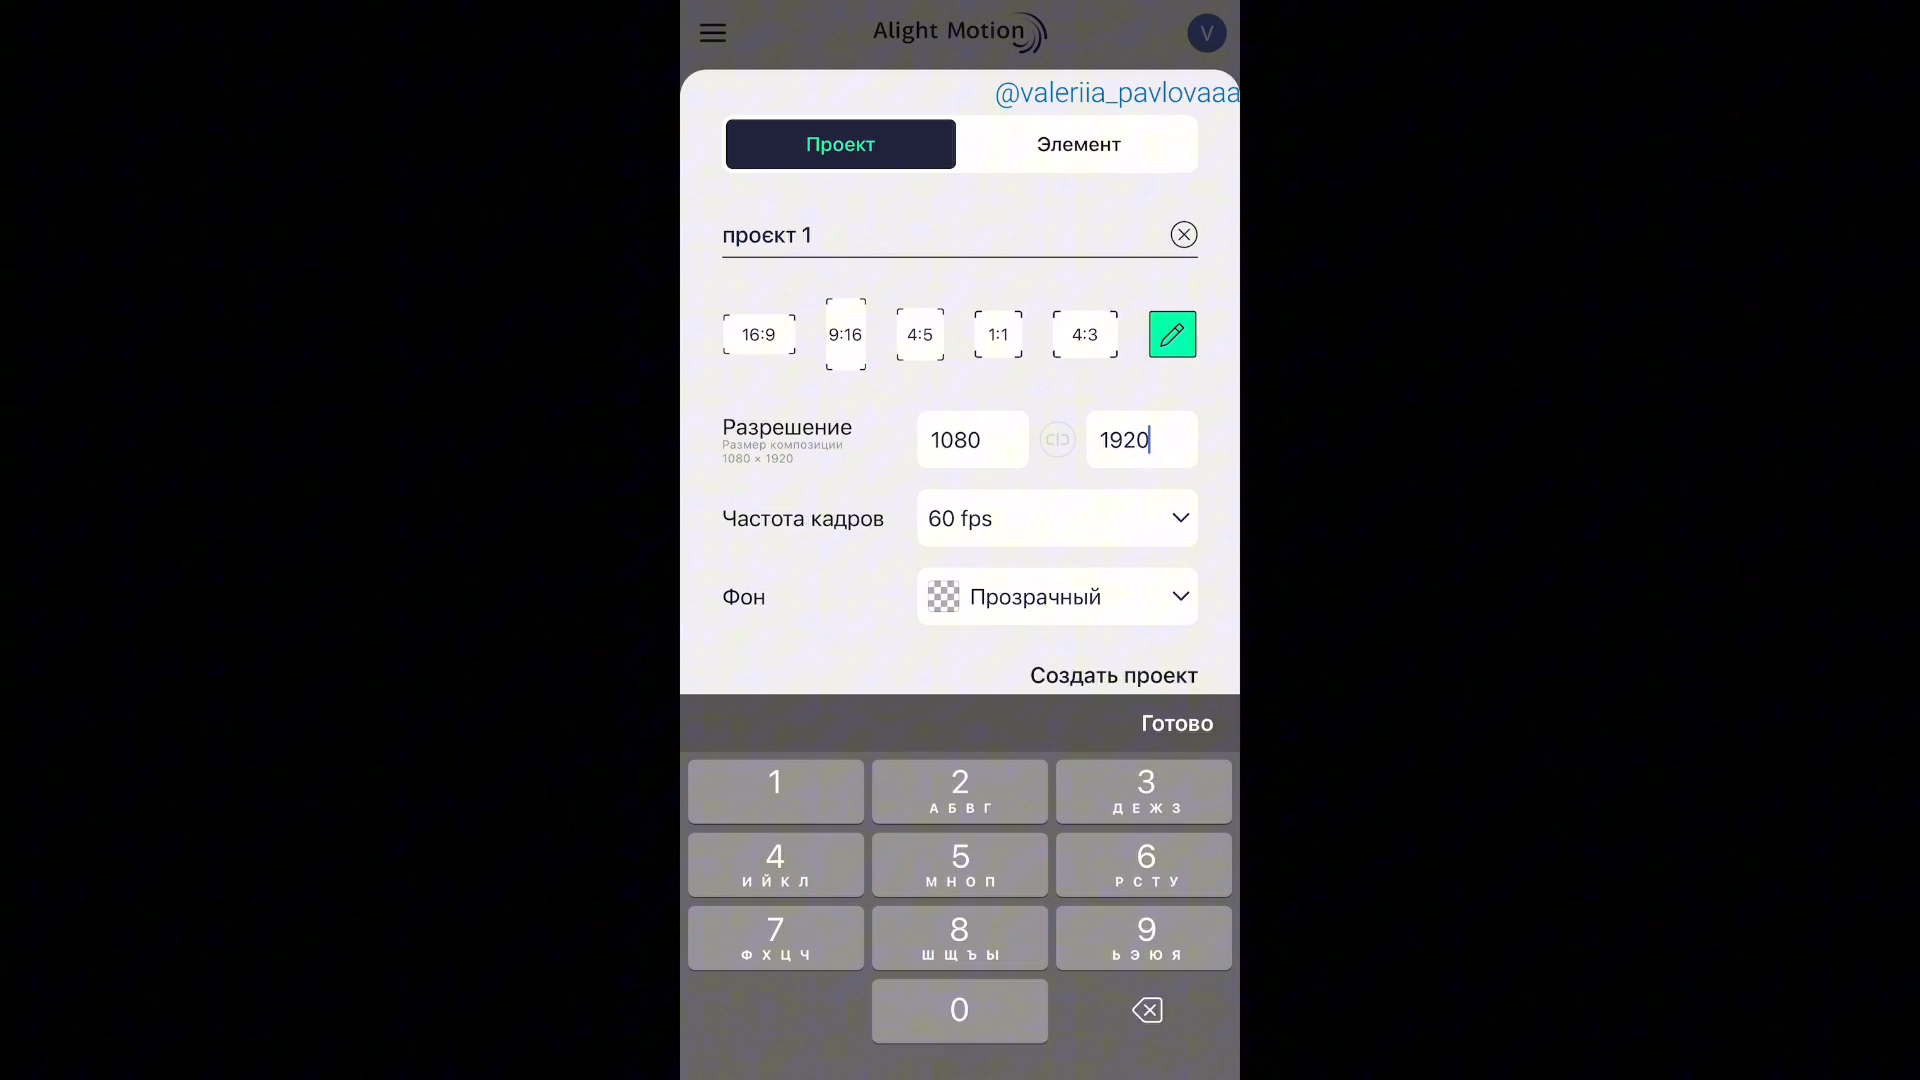 Alight Motion
V
@valeriia_pavlovaaa
Проект Элемент
проєкт 1
16:9 9:16 4:5 1:1 4:3
Разрешение 1080 1920
Размер композиции
1080 × 1920
Частота кадров 60 fps
Фон Прозрачный
Создать проект
Готово
1 2 3
А Б В Г Д Е Ж З
4 5 6
И Й К Л М Н О П Р С Т У
7 8 9
Ф Х Ц Ч Ш Щ Ъ Ы Ь Э Ю Я
0